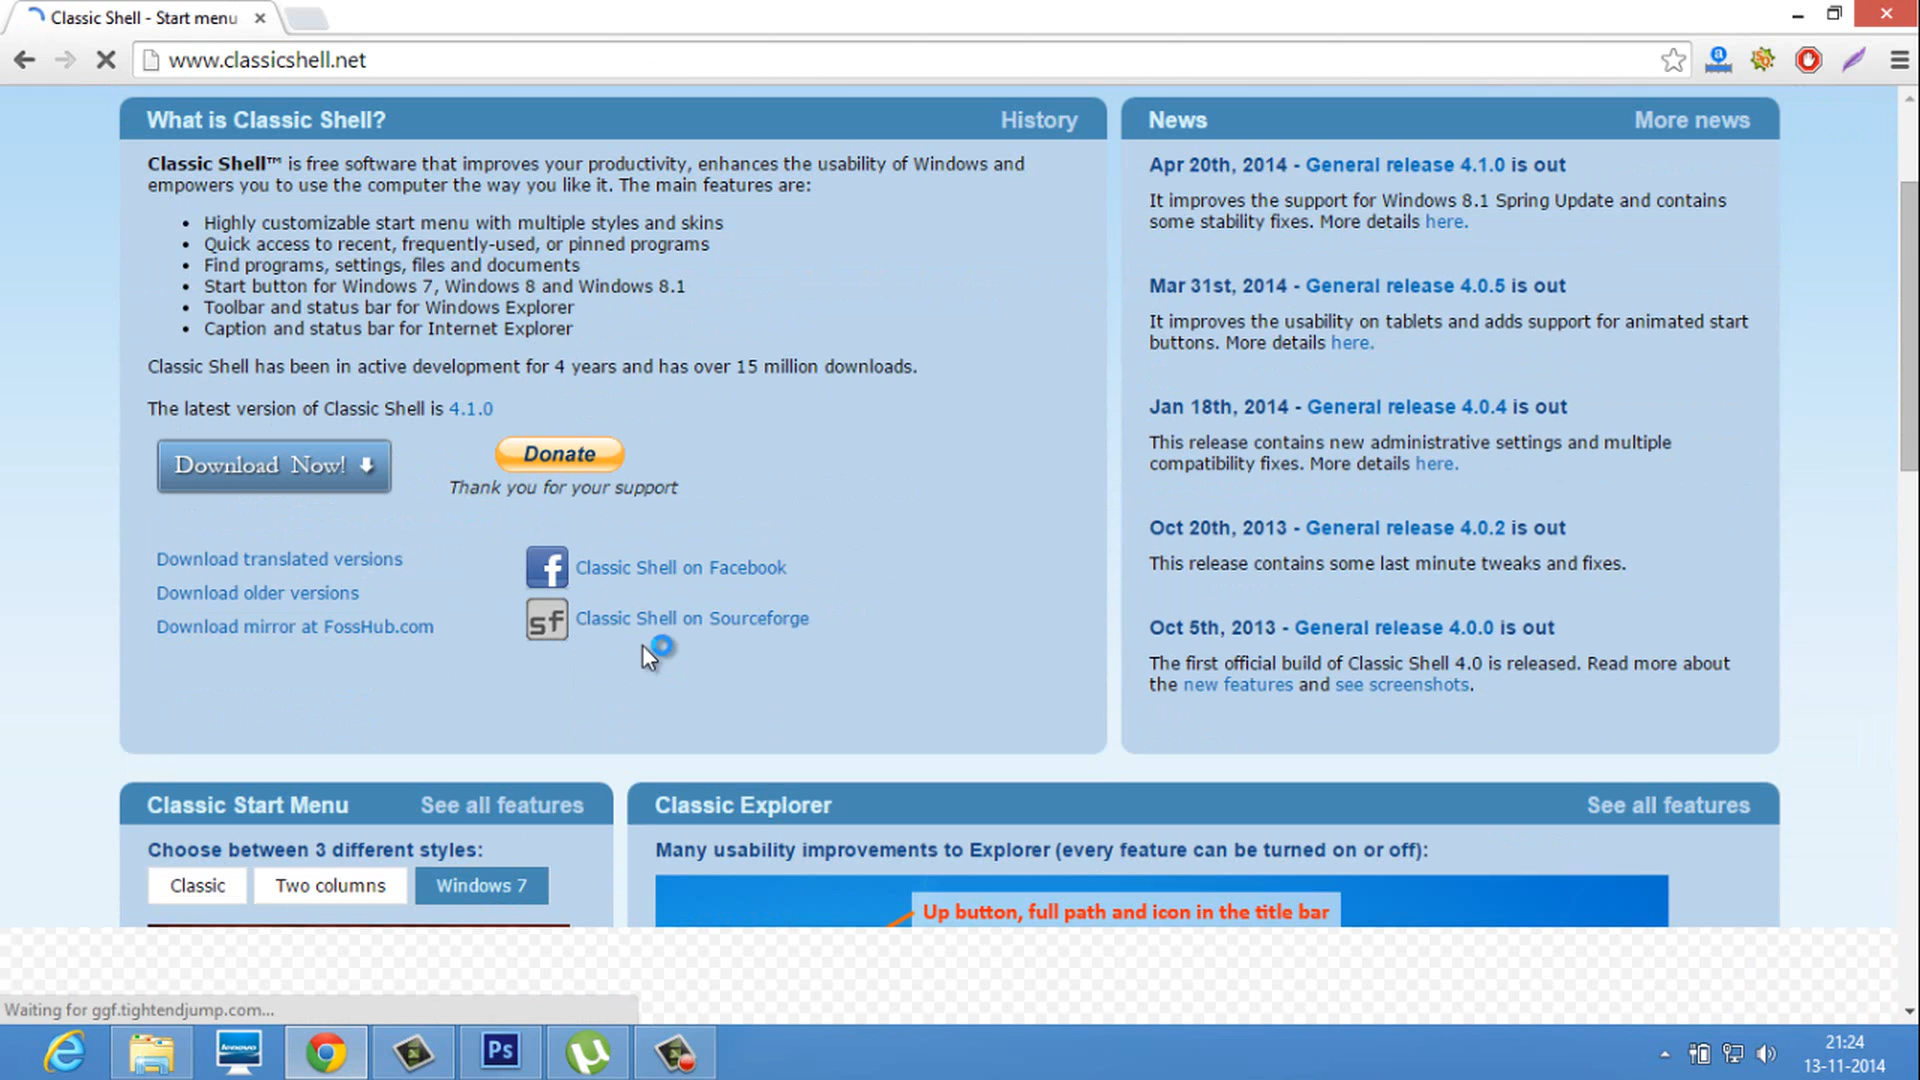 Classic Shell - Start menu
www.classicshell.net
What is Classic Shell?
History
Classic Shell™ is free software that improves your productivity, enhances the usability of Windows and
empowers you to use the computer the way you like it. The main features are:
• Highly customizable start menu with multiple styles and skins
• Quick access to recent, frequently-used, or pinned programs
• Find programs, settings, files and documents
• Start button for Windows 7, Windows 8 and Windows 8.1
• Toolbar and status bar for Windows Explorer
• Caption and status bar for Internet Explorer
Classic Shell has been in active development for 4 years and has over 15 million downloads.
The latest version of Classic Shell is 4.1.0
Download Now!
Donate
Thank you for your support
Download translated versions
Download older versions
Download mirror at FossHub.com
f
Classic Shell on Facebook
sf
Classic Shell on Sourceforge
News
More news
Apr 20th, 2014 - General release 4.1.0 is out
It improves the support for Windows 8.1 Spring Update and contains
some stability fixes. More details here.
Mar 31st, 2014 - General release 4.0.5 is out
It improves the usability on tablets and adds support for animated start
buttons. More details here.
Jan 18th, 2014 - General release 4.0.4 is out
This release contains new administrative settings and multiple
compatibility fixes. More details here.
Oct 20th, 2013 - General release 4.0.2 is out
This release contains some last minute tweaks and fixes.
Oct 5th, 2013 - General release 4.0.0 is out
The first official build of Classic Shell 4.0 is released. Read more about
the new features and see screenshots.
Classic Start Menu
See all features
Choose between 3 different styles:
Classic
Two columns
Windows 7
Classic Explorer
See all features
Many usability improvements to Explorer (every feature can be turned on or off):
Up button, full path and icon in the title bar
Waiting for ggf.tightendjump.com...
lenovo
Ps
21:24
13-11-2014